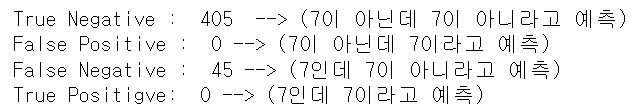 True Negative :  405  --> (7이 아닌데 7이 아니라고 예측)
False Positive :  0 --> (7이 아닌데 7이라고 예측)
False Negative :  45 --> (7인데 7이 아니라고 예측)
True Positigve:  0 --> (7인데 7이라고 예측)